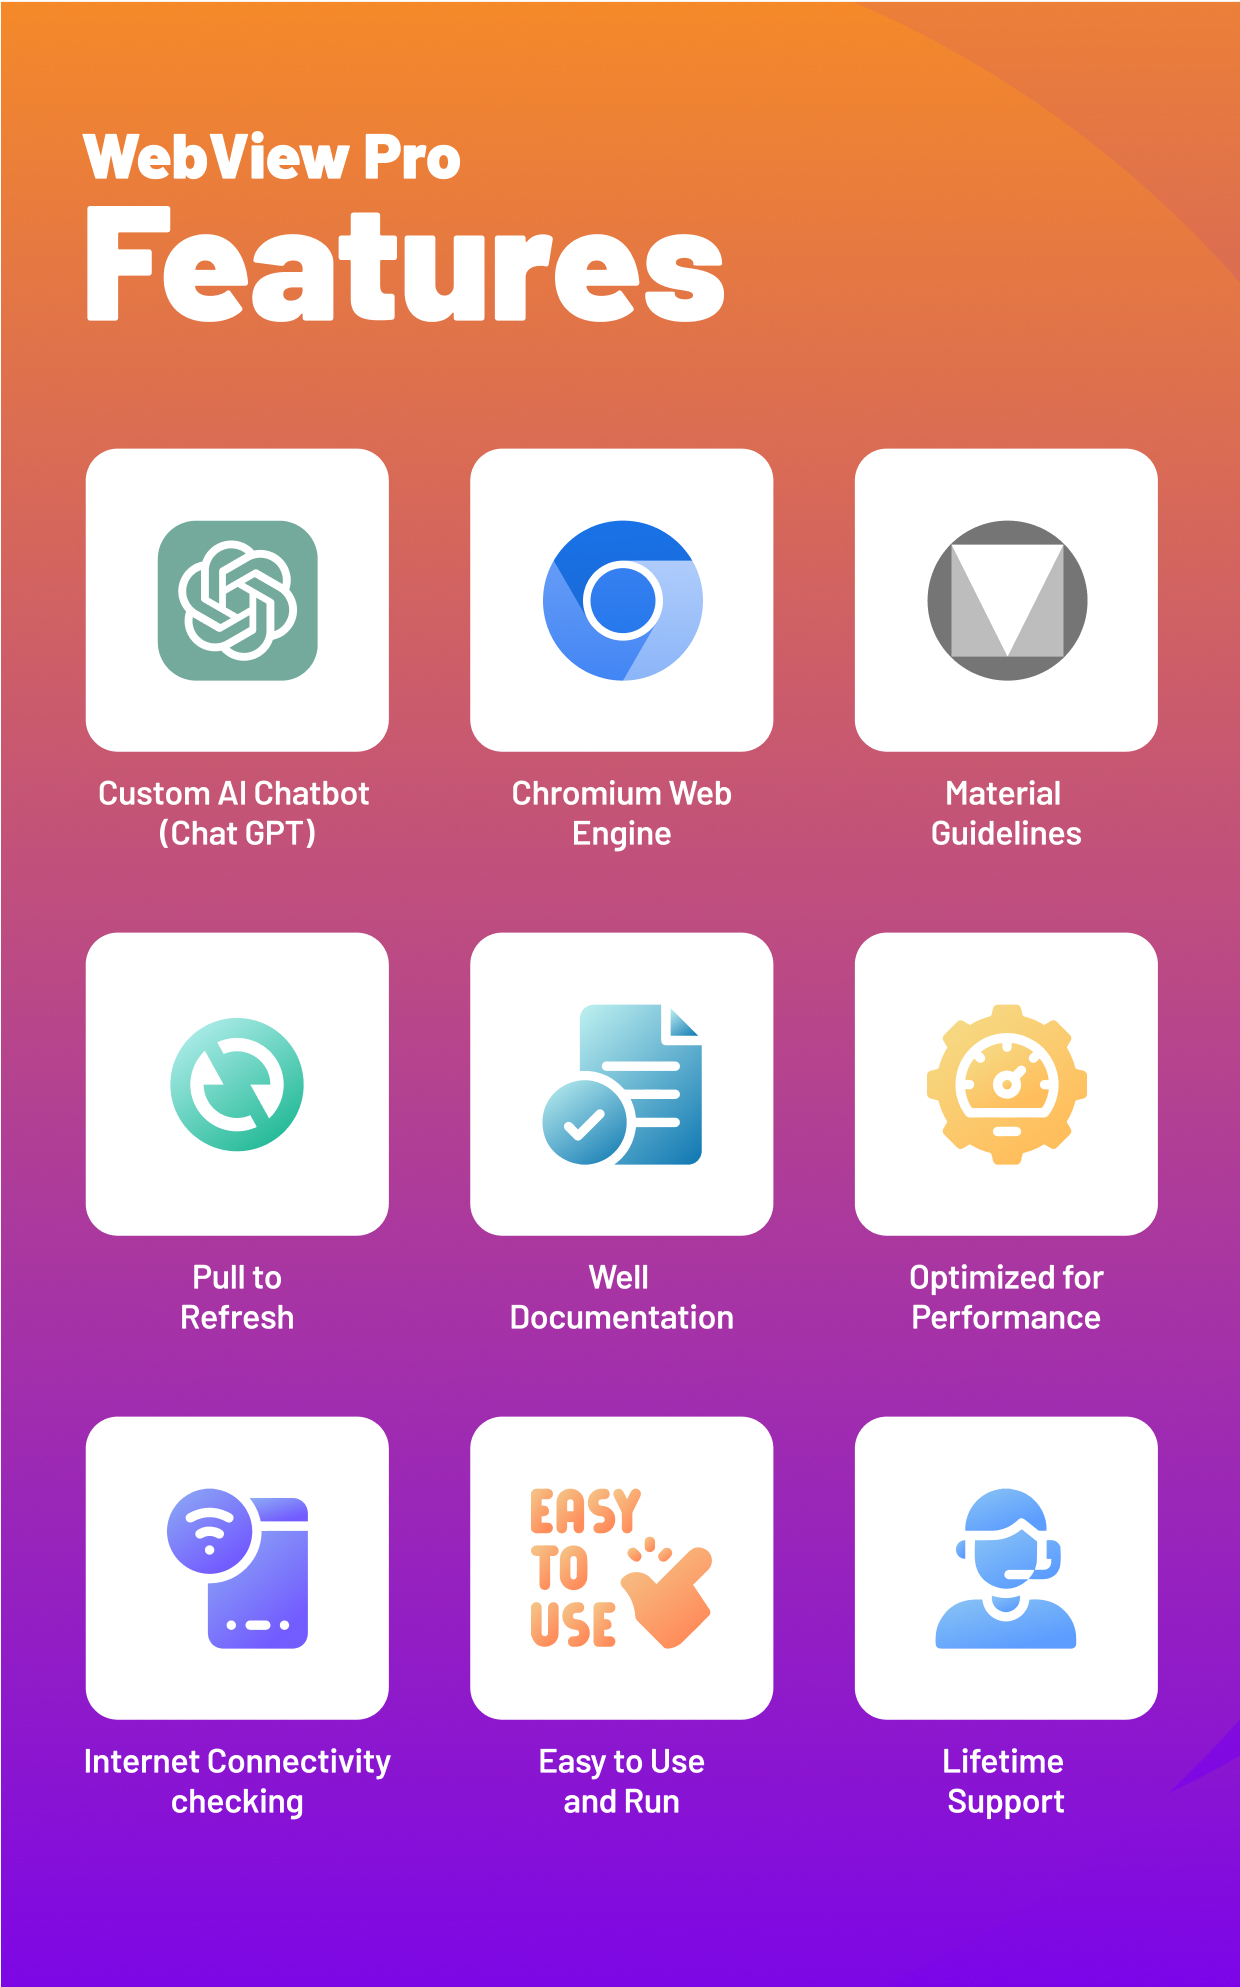 WebView Pro
Features
Custom AI Chatbot
(Chat GPT)
Chromium Web
Engine
Material
Guidelines
Pull to
Refresh
Well
Documentation
Optimized for
Performance
EASY
TO
USE
Internet Connectivity
checking
Easy to Use
and Run
Lifetime
Support